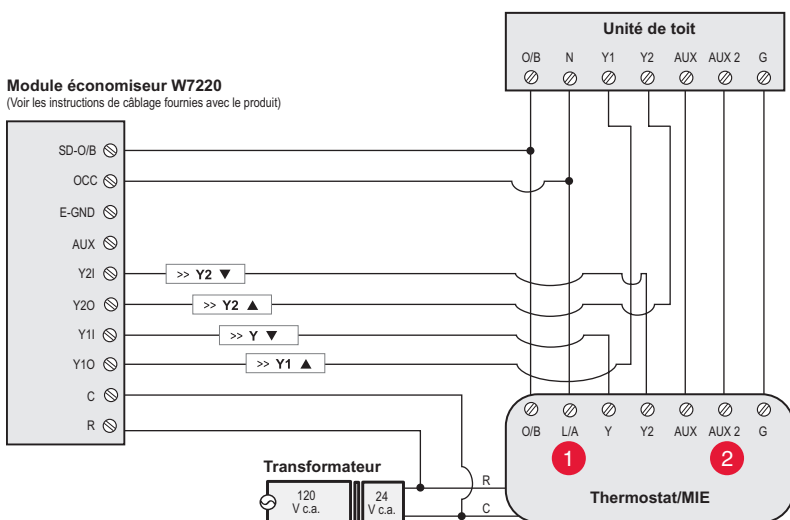 Unité de toit
O/B N Y1 Y2 AUX AUX 2 G
Module économiseur W7220
(Voir les instructions de câblage fournies avec le produit)
SD-O/B
OCC
E-GND
AUX
Y2I >> Y2 ▼
Y2O >> Y2 ▲
Y1I >> Y ▼
Y1O >> Y1 ▲
C
R
O/B L/A Y Y2 AUX AUX 2 G
1 2
Transformateur
120 V c.a.
24 V c.a.
R
C
Thermostat/MIE